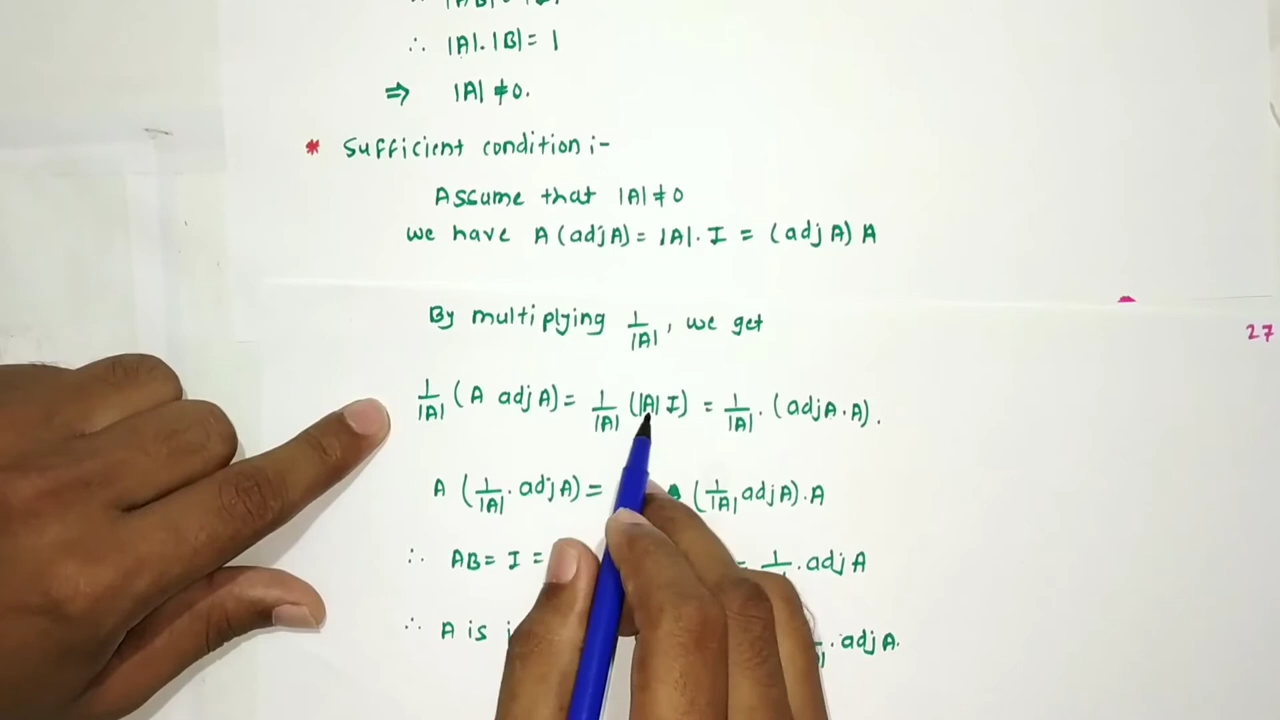 ∴ |A|.|B| = 1
⇒ |A| ≠ 0.
* Sufficient condition :-
Assume that |A| ≠ 0
we have A (adj A) = |A|. I = (adj A) A
By multiplying 1/|A|, we get
27
1/|A| (A adj A) = 1/|A| (|A| I) = 1/|A| . (adj A . A).
A (1/|A| . adj A) = (1/|A| adj A) . A
∴ AB = I = = 1 . adj A
∴ A is . adj A.